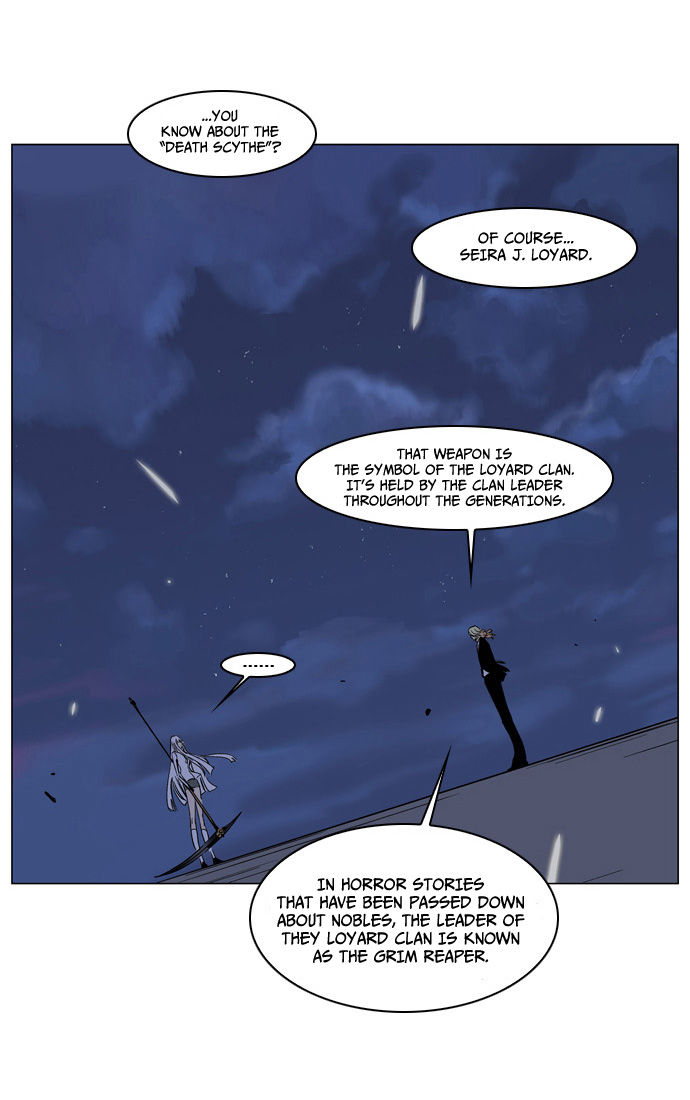 ...YOU
KNOW ABOUT THE
"DEATH SCYTHE"?
OF COURSE...
SEIRA J. LOYARD.
THAT WEAPON IS
THE SYMBOL OF THE LOYARD CLAN.
IT'S HELD BY THE CLAN LEADER
THROUGHOUT THE GENERATIONS.
------
IN HORROR STORIES
THAT HAVE BEEN PASSED DOWN
ABOUT NOBLES, THE LEADER OF
THEY LOYARD CLAN IS KNOWN
AS THE GRIM REAPER.